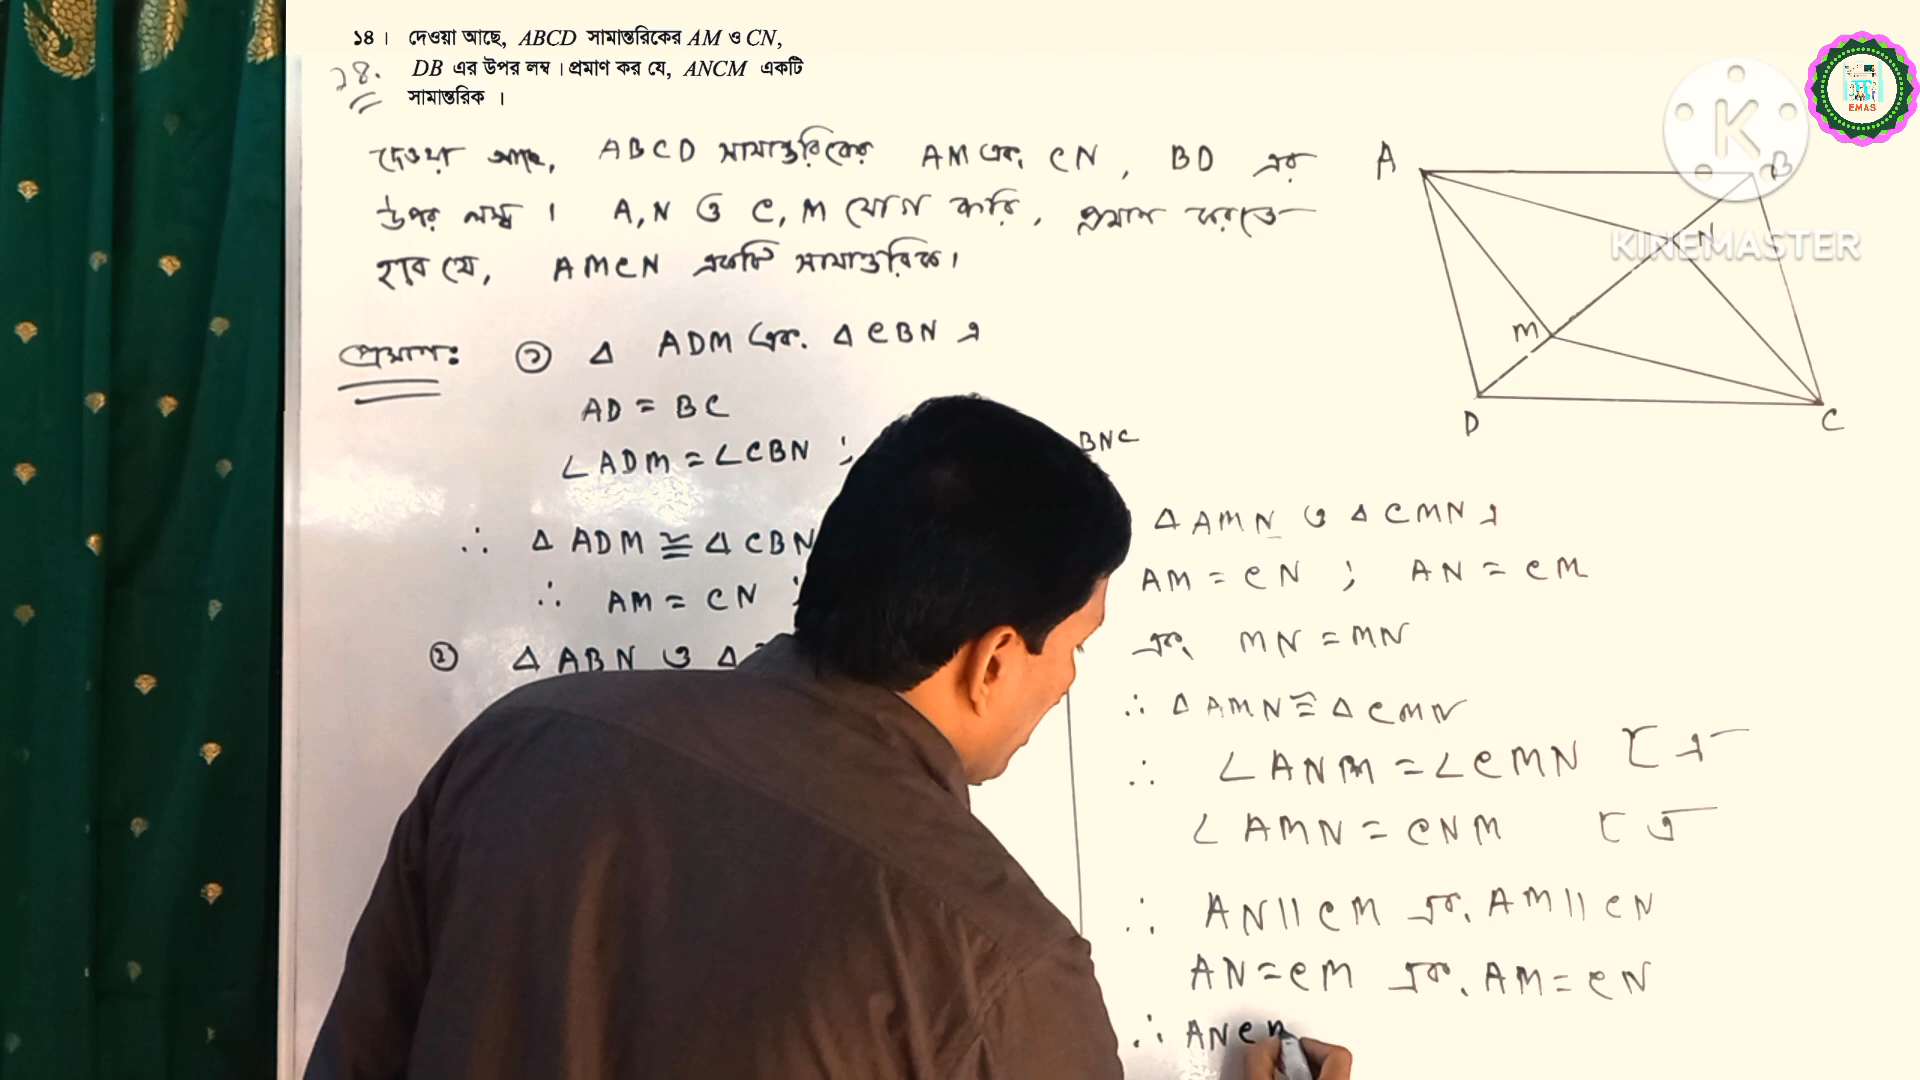 ১৪। দেওয়া আছে, ABCD সামান্তরিকের AM ও CN,
DB এর উপর লম্ব। প্রমাণ কর যে, ANCM একটি
সামান্তরিক ।
১৪.
দেওয়া আছে, ABCD সামান্তরিকের AM এবং CN, BD এর
উপর লম্ব। A, N ও C, M যোগ করি, প্রমাণ করতে
হবে যে, AMCN একটি সামান্তরিক।
প্রমাণ: ① Δ ADM এবং Δ CBN এ
AD = BC
∠ADM = ∠CBN ;
BNC
∴ Δ ADM ≅ Δ CBN
∴ AM = CN ;
② Δ ABN ও Δ
Δ AMN ও Δ CMN এ
AM = CN ; AN = CM
এবং MN = MN
∴ Δ AMN ≅ Δ CMN
∴ ∠ANM = ∠CMN [
∠AMN = CNM [
∴ AN || CM এবং AM || CN
AN = CM এবং AM = CN
∴ ANC
A
B
N
M
D
C
K
KINEMASTER
EMAS